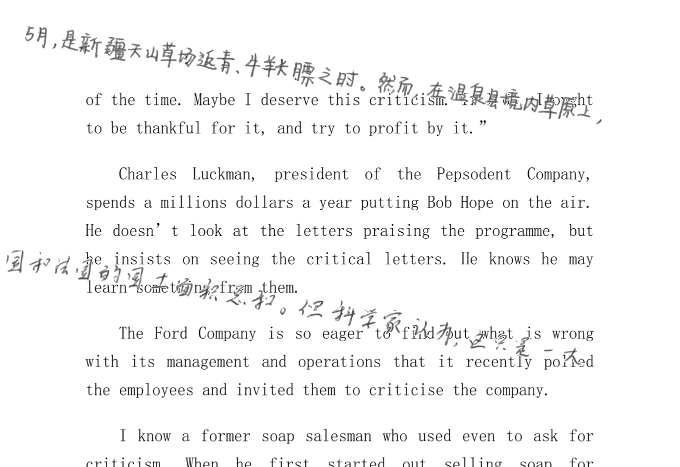 5月,是新疆天山草场返青、牛羊长膘之时。然而,在温泉县境内草原上,
of the time. Maybe I deserve this criticism. I ought
to be thankful for it, and try to profit by it.”
Charles Luckman, president of the Pepsodent Company,
spends a millions dollars a year putting Bob Hope on the air.
He doesn't look at the letters praising the programme, but
he insists on seeing the critical letters. He knows he may
国和法国的国土面积总和。但科学家认为,这只是一大
learn something from them.
The Ford Company is so eager to find out what is wrong
with its management and operations that it recently polled
the employees and invited them to criticise the company.
I know a former soap salesman who used even to ask for
criticism. When he first started out selling soap for